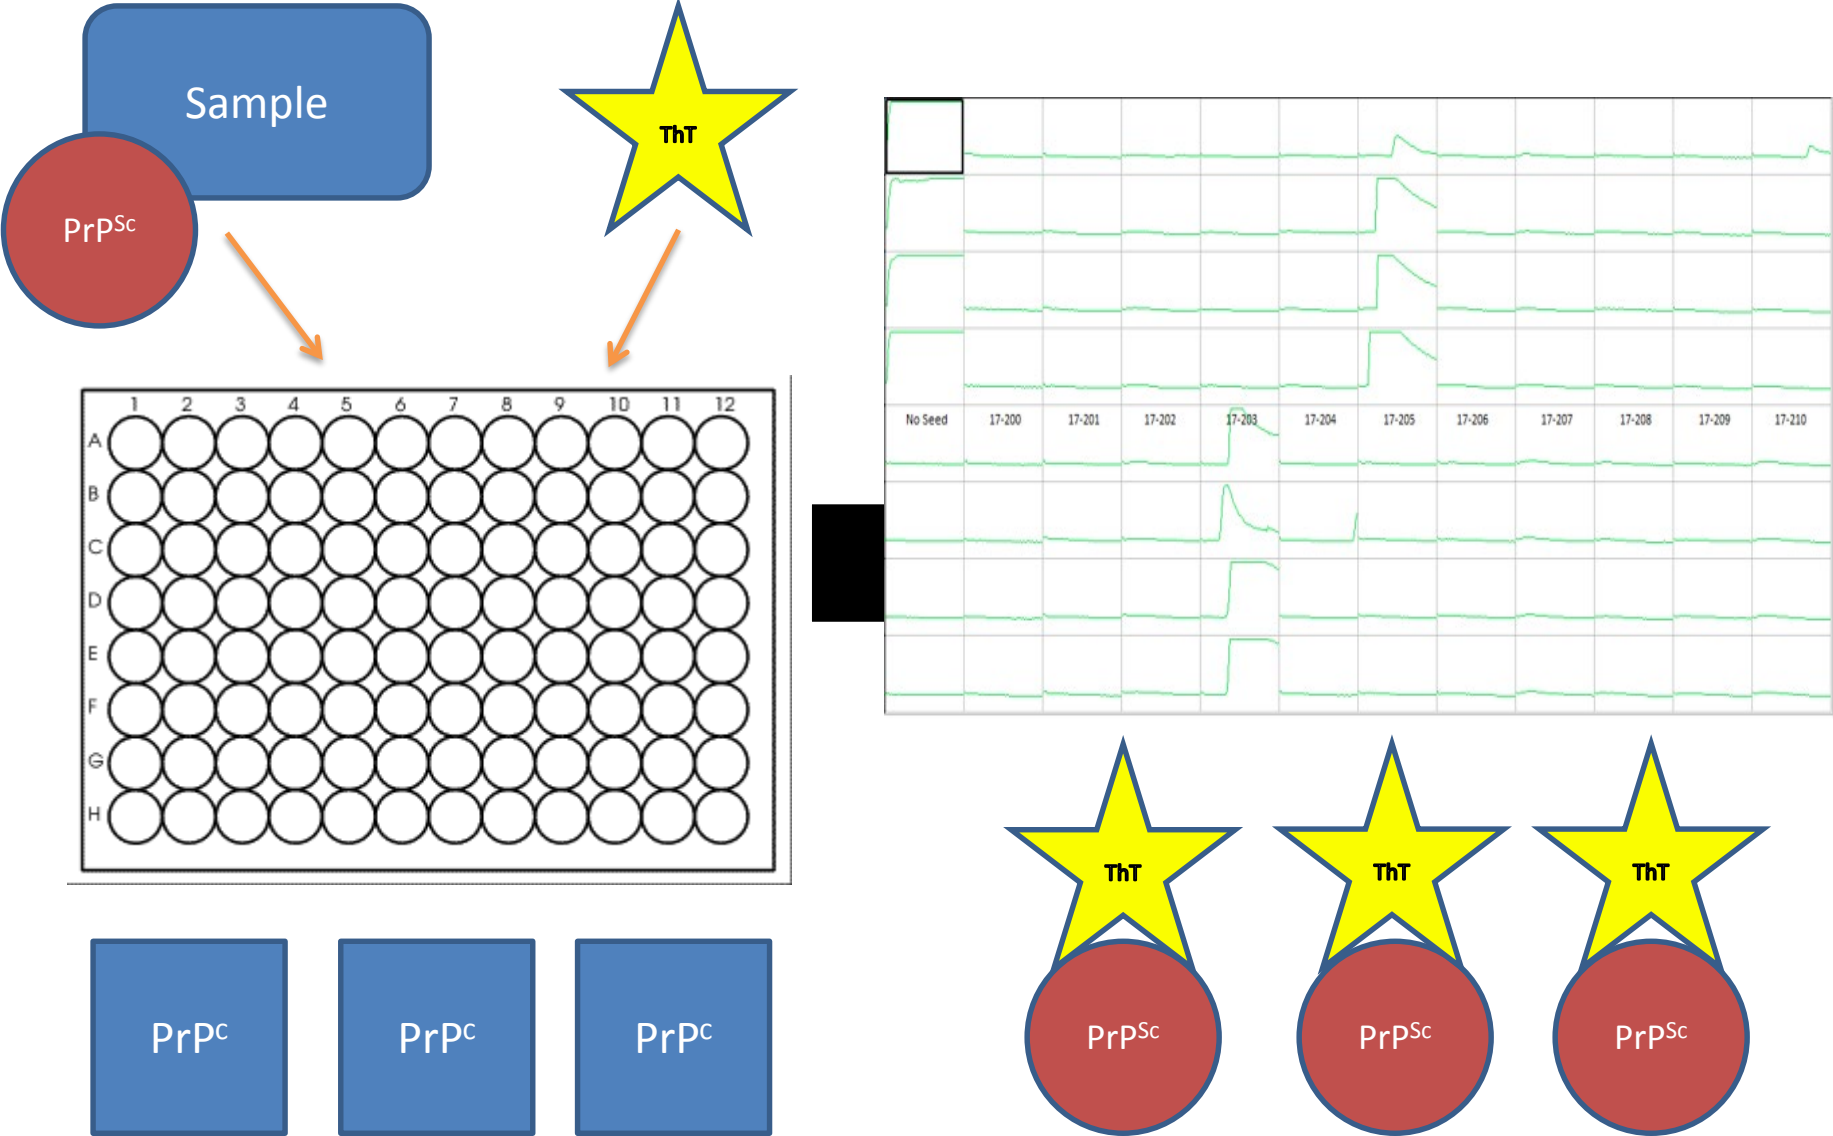 Sample
ThT
PrPSc
1 2 3 4 5 6 7 8 9 10 11 12
A
B
C
D
E
F
G
H
No Seed 17-200 17-201 17-202 17-203 17-204 17-205 17-206 17-207 17-208 17-209 17-210
ThT ThT ThT
PrPc PrPc PrPc
PrPSc PrPSc PrPSc